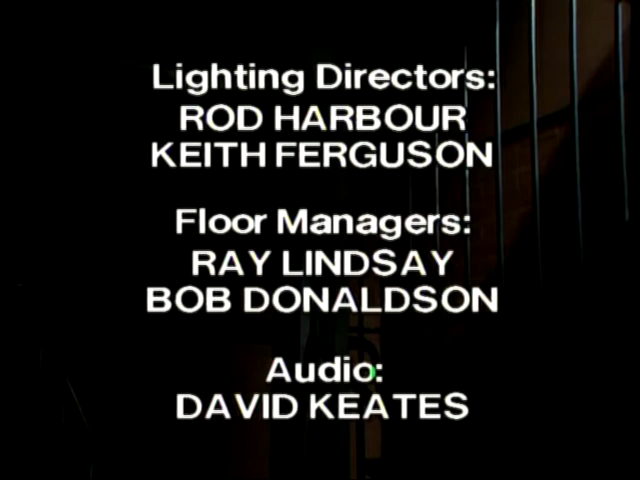 Lighting Directors:
ROD HARBOUR
KEITH FERGUSON
Floor Managers:
RAY LINDSAY
BOB DONALDSON
Audio:
DAVID KEATES